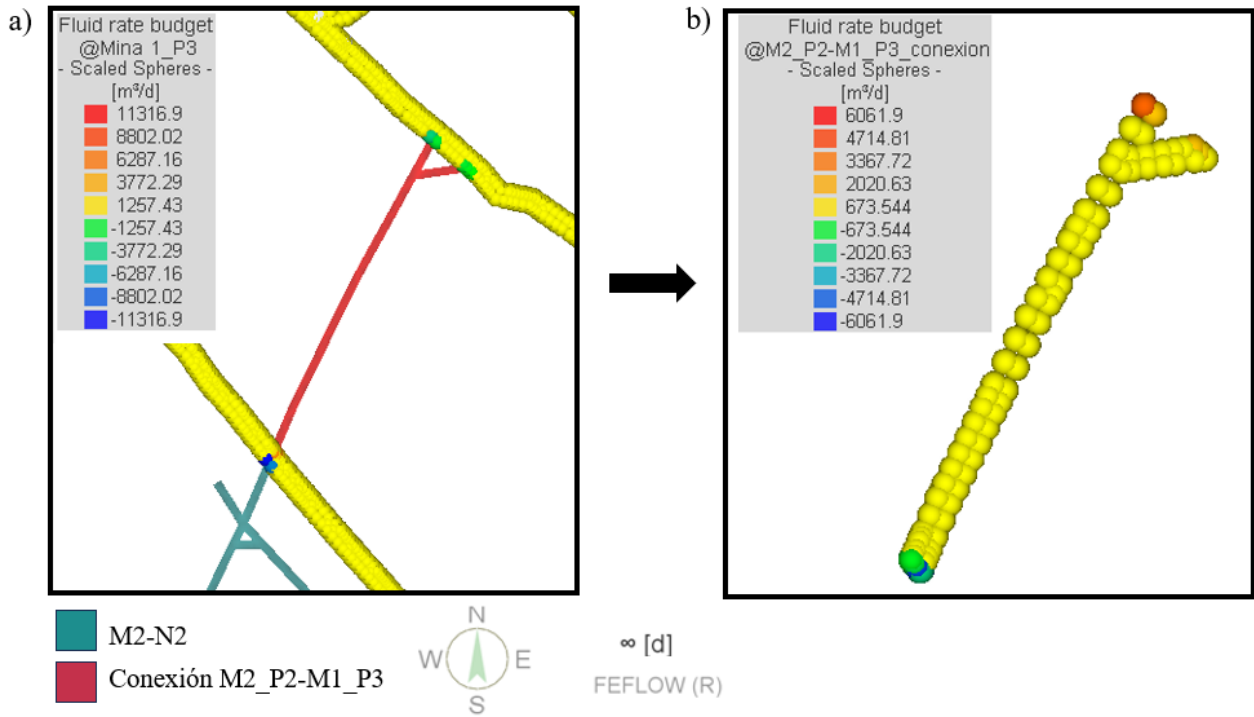 a)
Fluid rate budget
@Mina 1_P3
- Scaled Spheres -
[m³/d]
11316.9
8802.02
6287.16
3772.29
1257.43
-1257.43
-3772.29
-6287.16
-8802.02
-11316.9
b)
Fluid rate budget
@M2_P2-M1_P3_conexion
- Scaled Spheres -
[m³/d]
6061.9
4714.81
3367.72
2020.63
673.544
-673.544
-2020.63
-3367.72
-4714.81
-6061.9
M2-N2
Conexión M2_P2-M1_P3
N
W E
S
∞ [d]
FEFLOW (R)